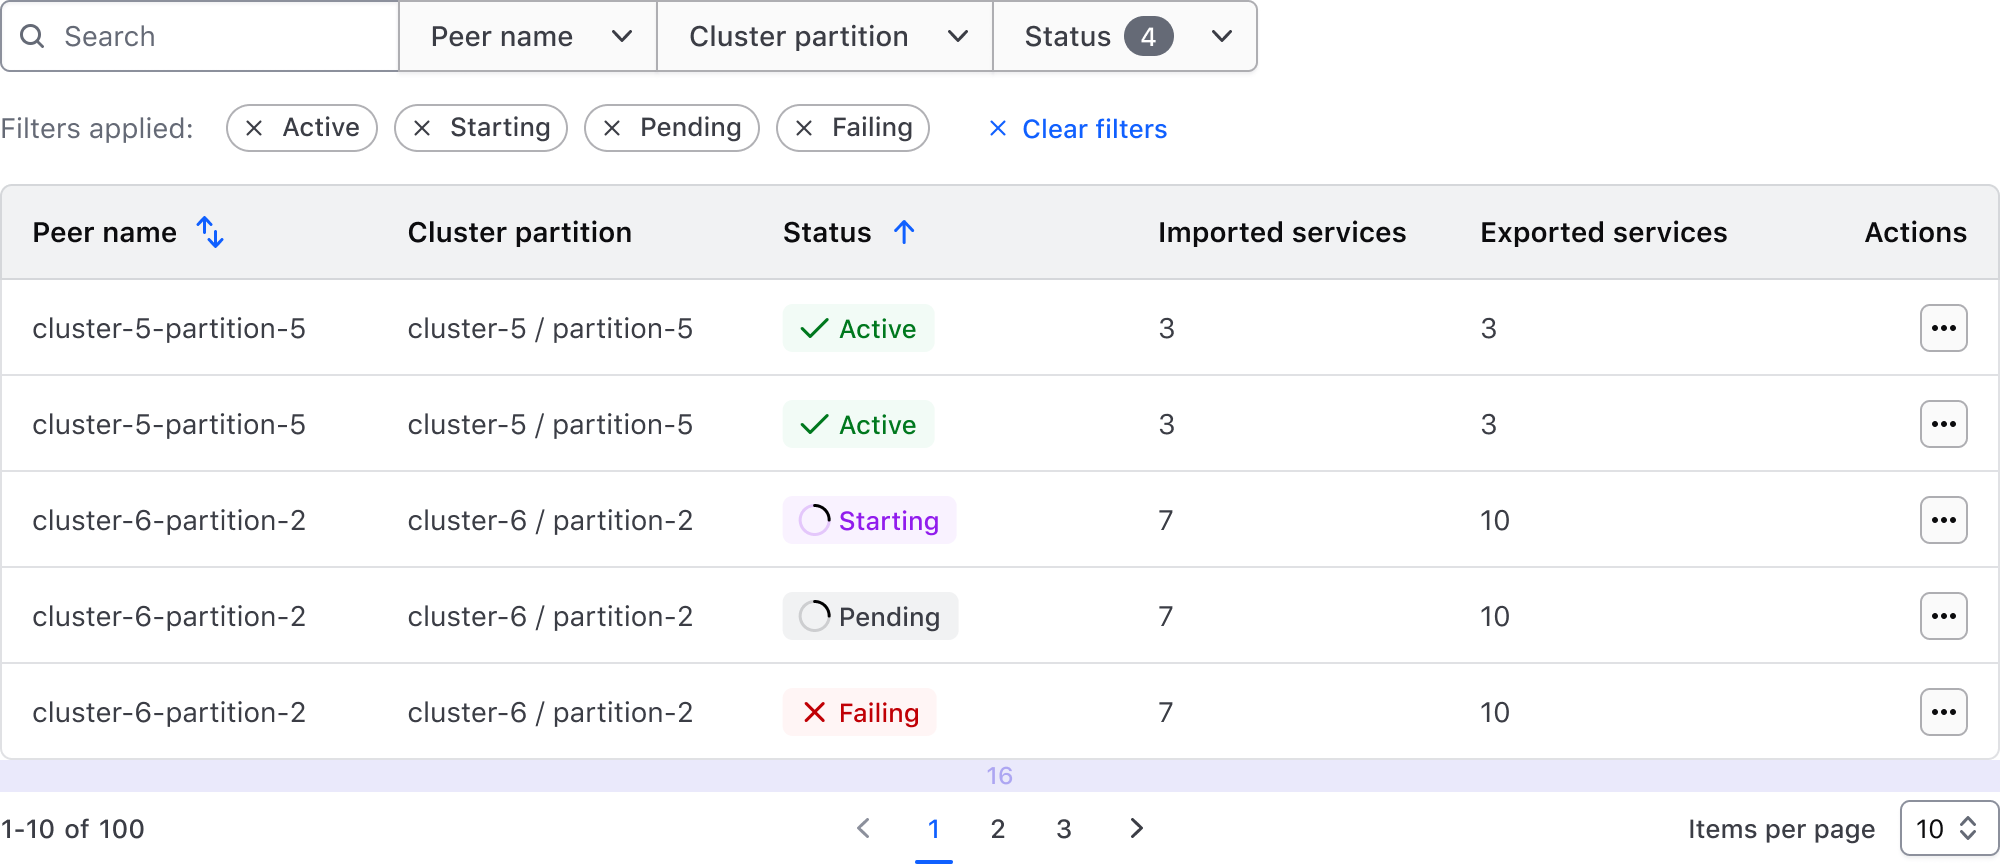 Search Peer name Cluster partition Status 4
Filters applied: Active Starting Pending Failing Clear filters
Peer name Cluster partition Status Imported services Exported services Actions
cluster-5-partition-5 cluster-5 / partition-5 Active 3 3
cluster-5-partition-5 cluster-5 / partition-5 Active 3 3
cluster-6-partition-2 cluster-6 / partition-2 Starting 7 10
cluster-6-partition-2 cluster-6 / partition-2 Pending 7 10
cluster-6-partition-2 cluster-6 / partition-2 Failing 7 10
16
1-10 of 100 1 2 3 Items per page 10